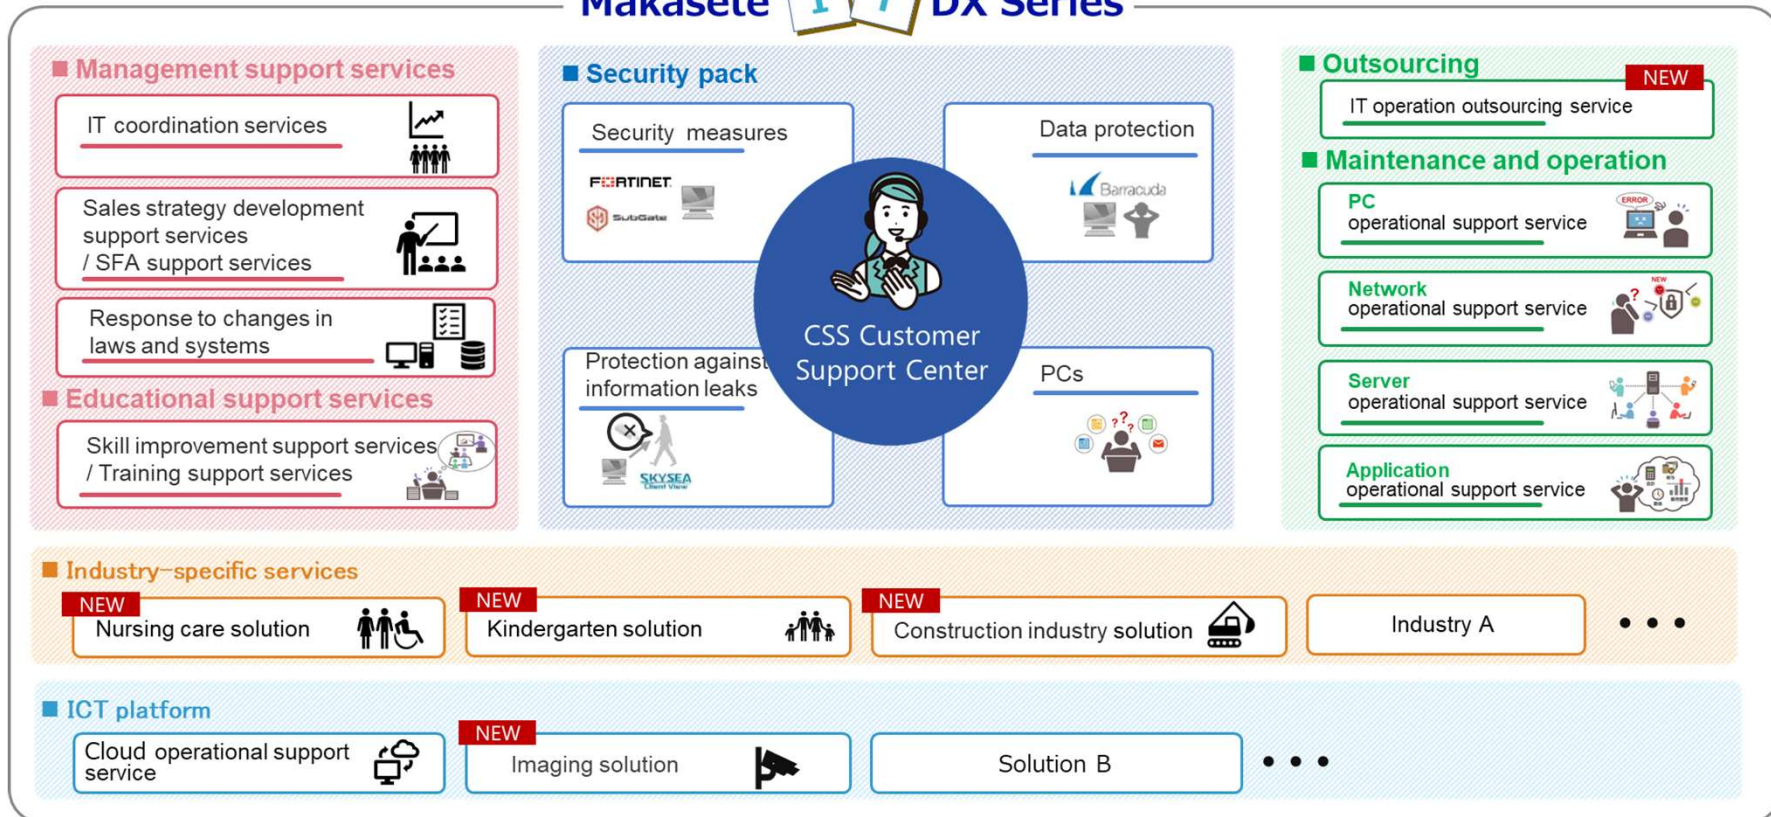 Makasete IT DX Series
■ Management support services
IT coordination services
Sales strategy development
support services
/ SFA support services
Response to changes in
laws and systems
■ Educational support services
Skill improvement support services
/ Training support services
■ Security pack
Security measures
FORTINET
SubGate
Data protection
Barracuda
CSS Customer
Support Center
Protection against
information leaks
SKYSEA
Client View
PCs
???
■ Outsourcing
NEW
IT operation outsourcing service
■ Maintenance and operation
PC
operational support service
ERROR
Network
operational support service
?
NEW
Server
operational support service
Application
operational support service
■ Industry-specific services
NEW
Nursing care solution
NEW
Kindergarten solution
NEW
Construction industry solution
Industry A
• • •
■ ICT platform
Cloud operational support
service
NEW
Imaging solution
Solution B
• • •